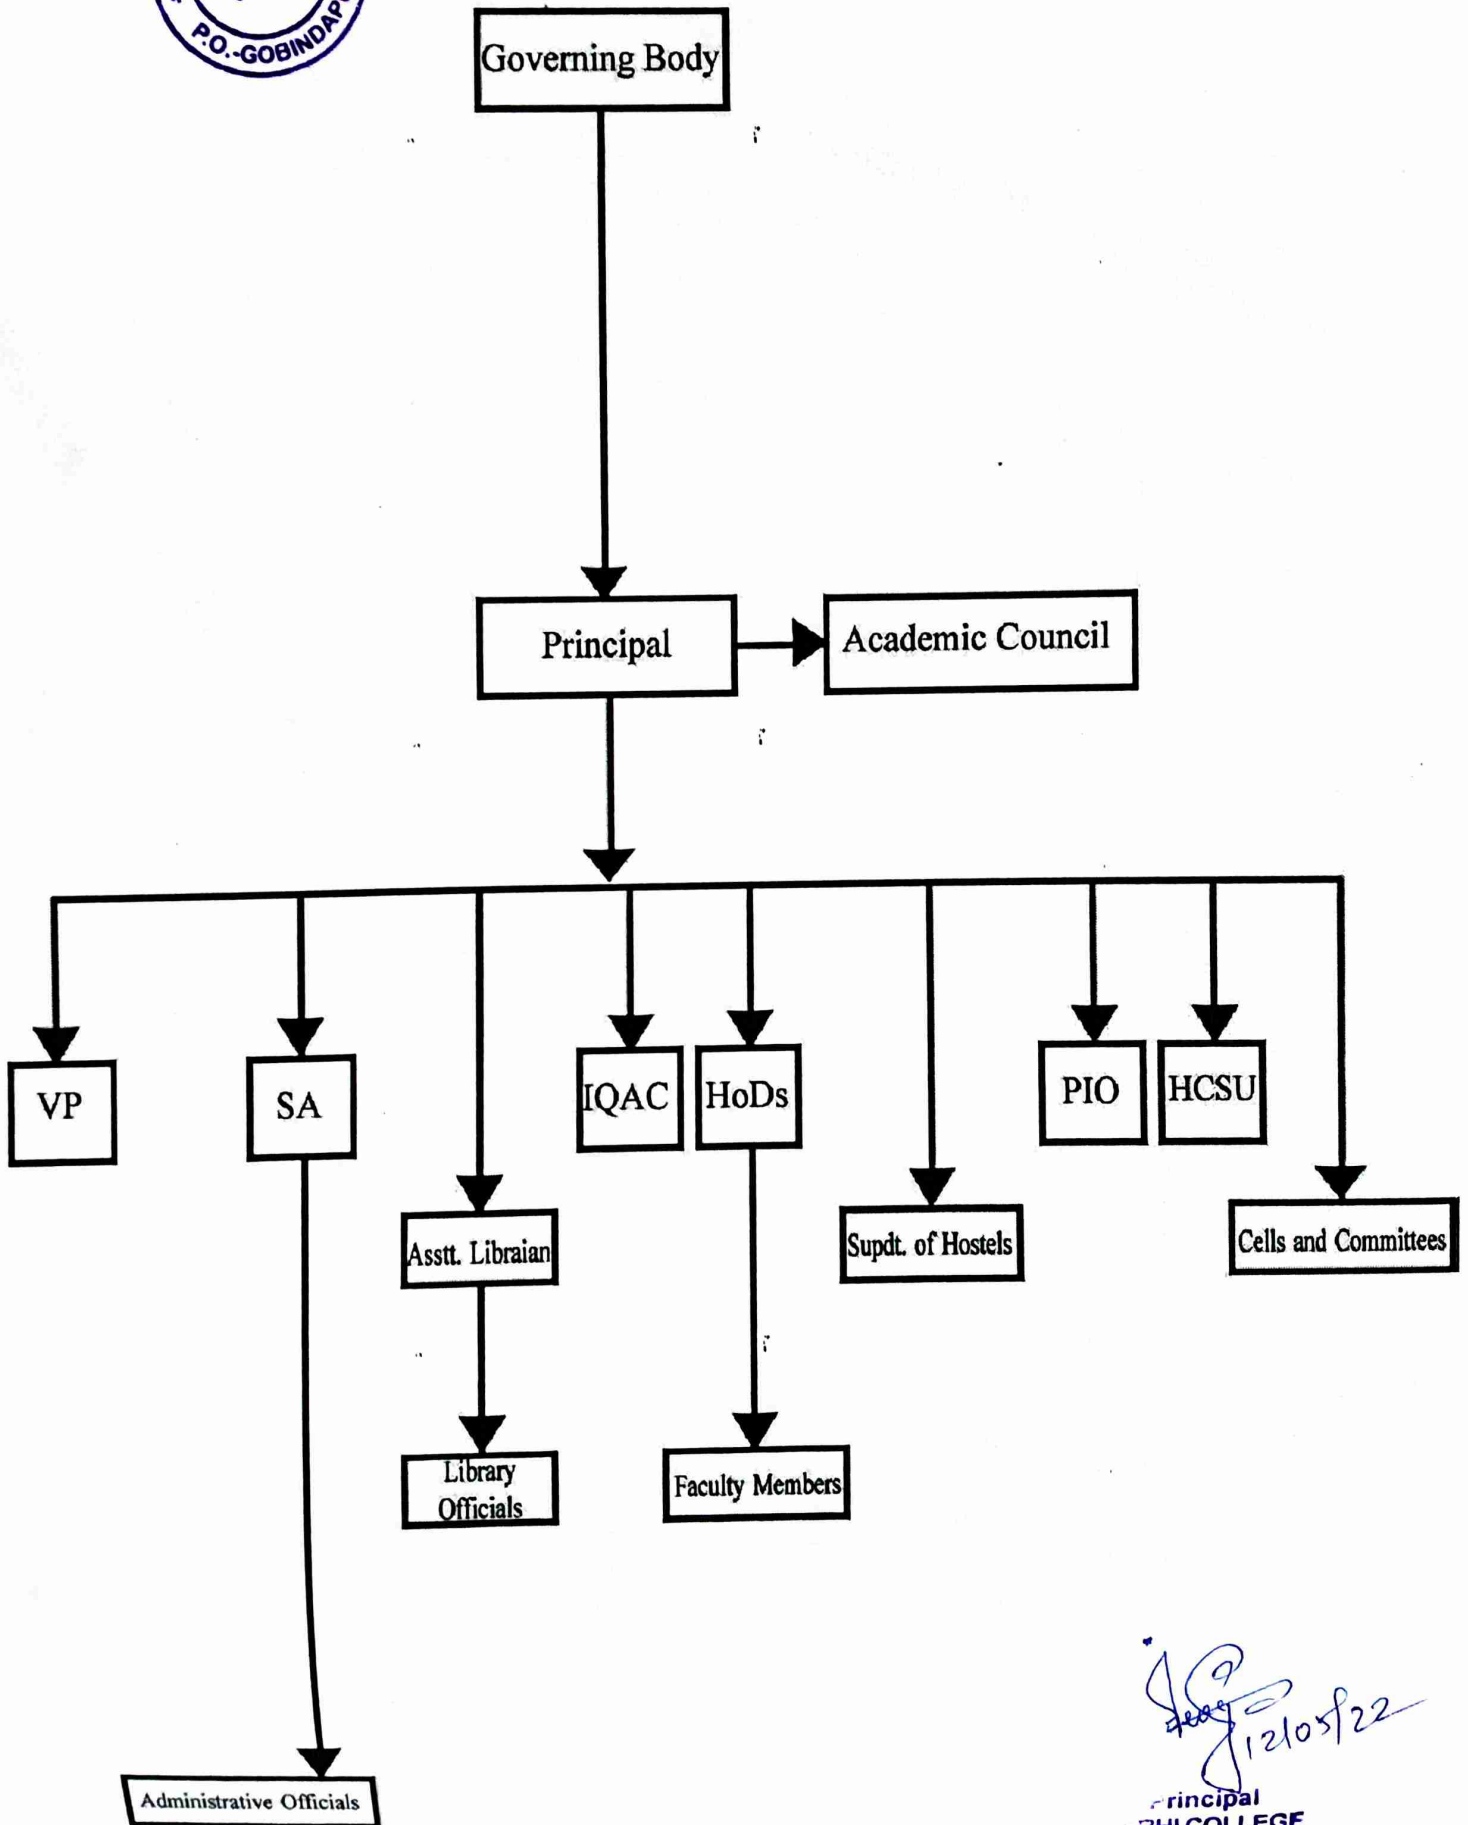 P.O.-GOBINDAP
Governing Body
Principal
Academic Council
VP
SA
IQAC
HoDs
PIO
HCSU
Asstt. Libraian
Supdt. of Hostels
Cells and Committees
Library
Officials
Faculty Members
Administrative Officials
12/05/22
rincipal
COLLEGE